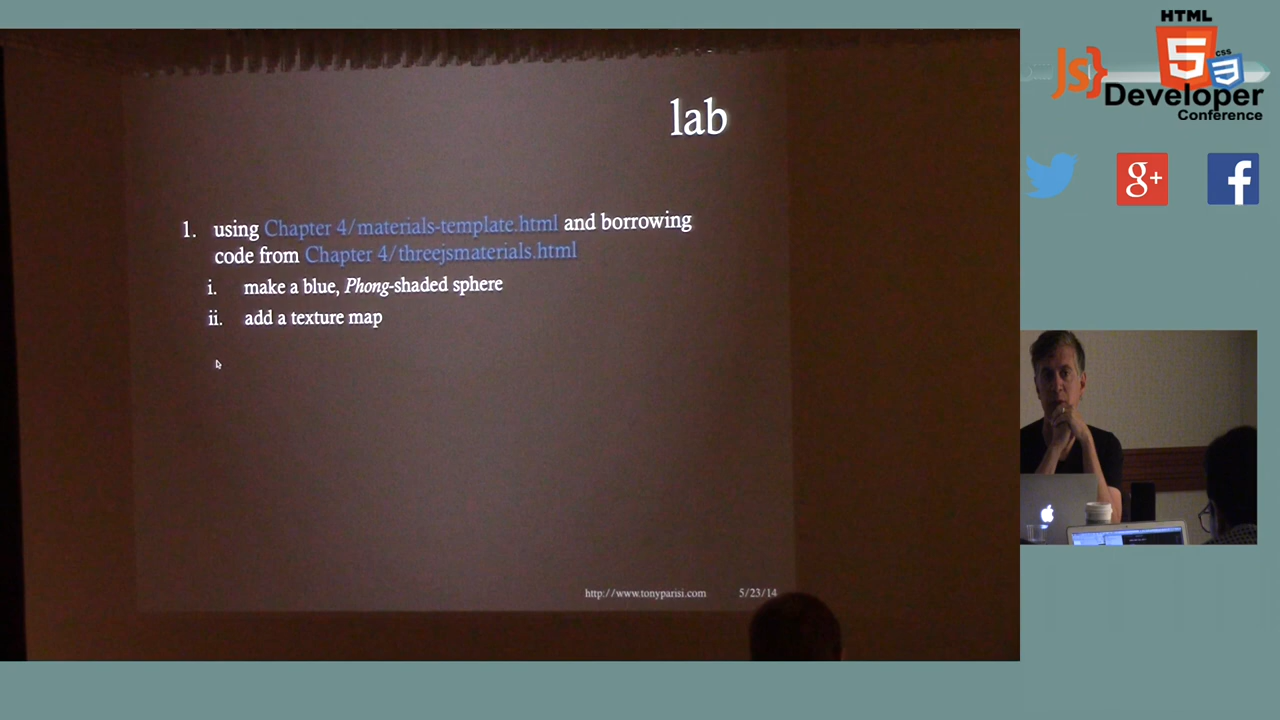 lab
1. using Chapter 4/materials-template.html and borrowing
code from Chapter 4/threejsmaterials.html
i. make a blue, Phong-shaded sphere
ii. add a texture map
http://www.tonyparisi.com 5/23/14
HTML
JS} 5 CSS 3
Developer
Conference
g+ f